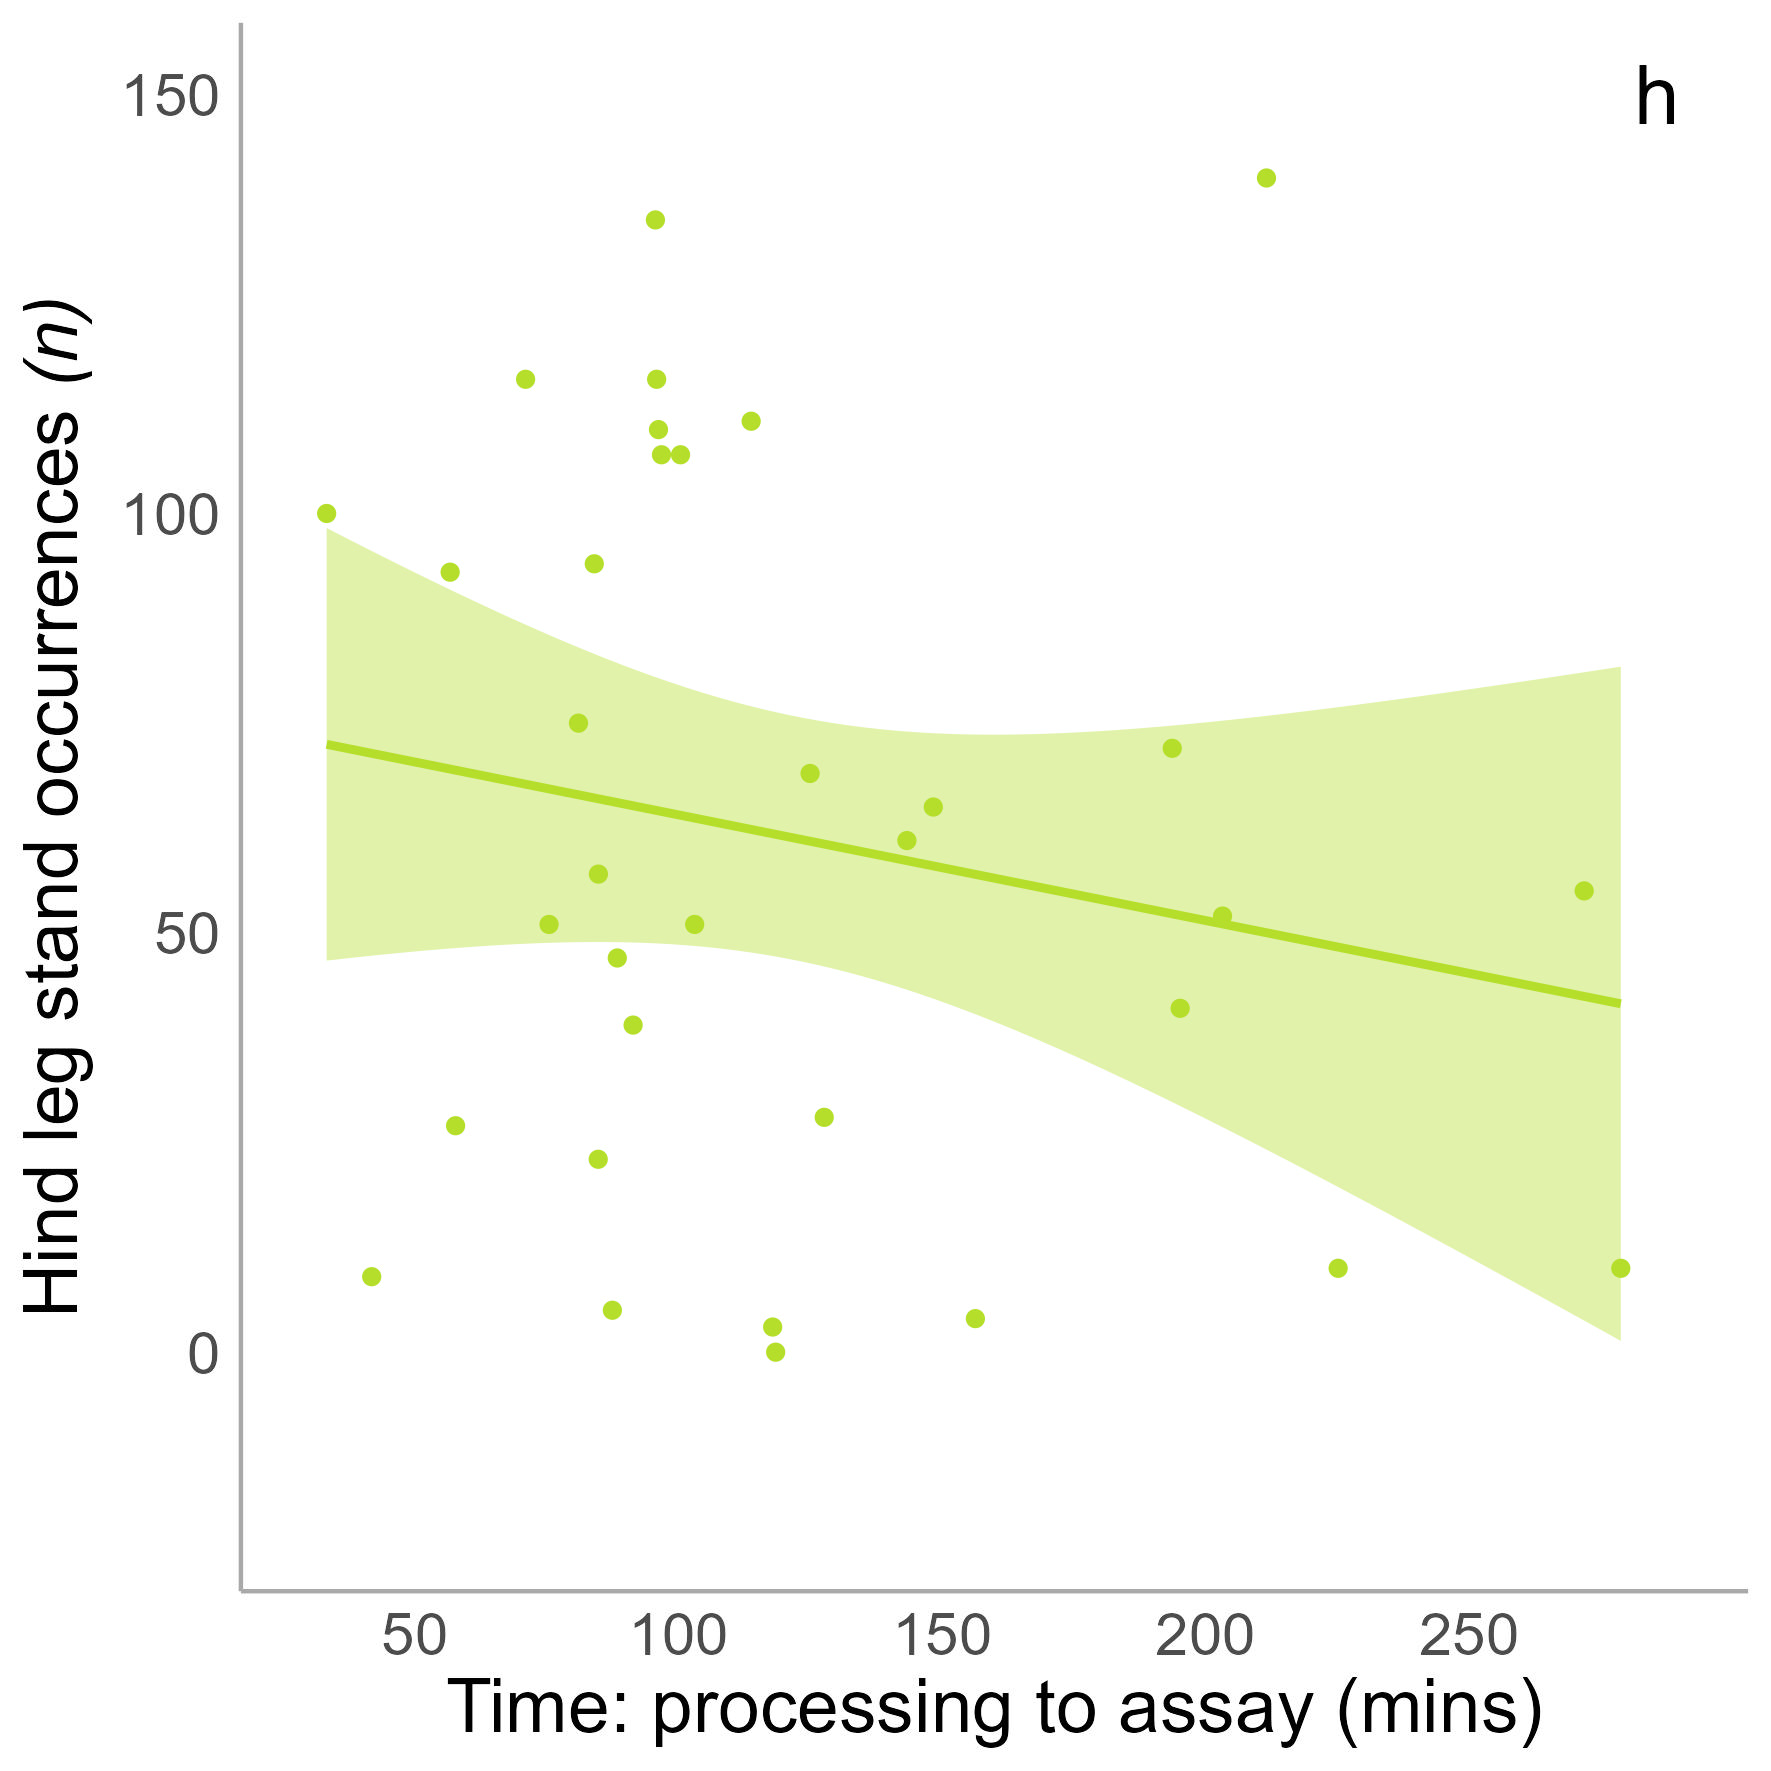 h
Hind leg stand occurrences (n)
150
100
50
0
50 100 150 200 250
Time: processing to assay (mins)